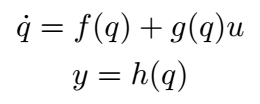 q̇ = f(q) + g(q)u
y = h(q)